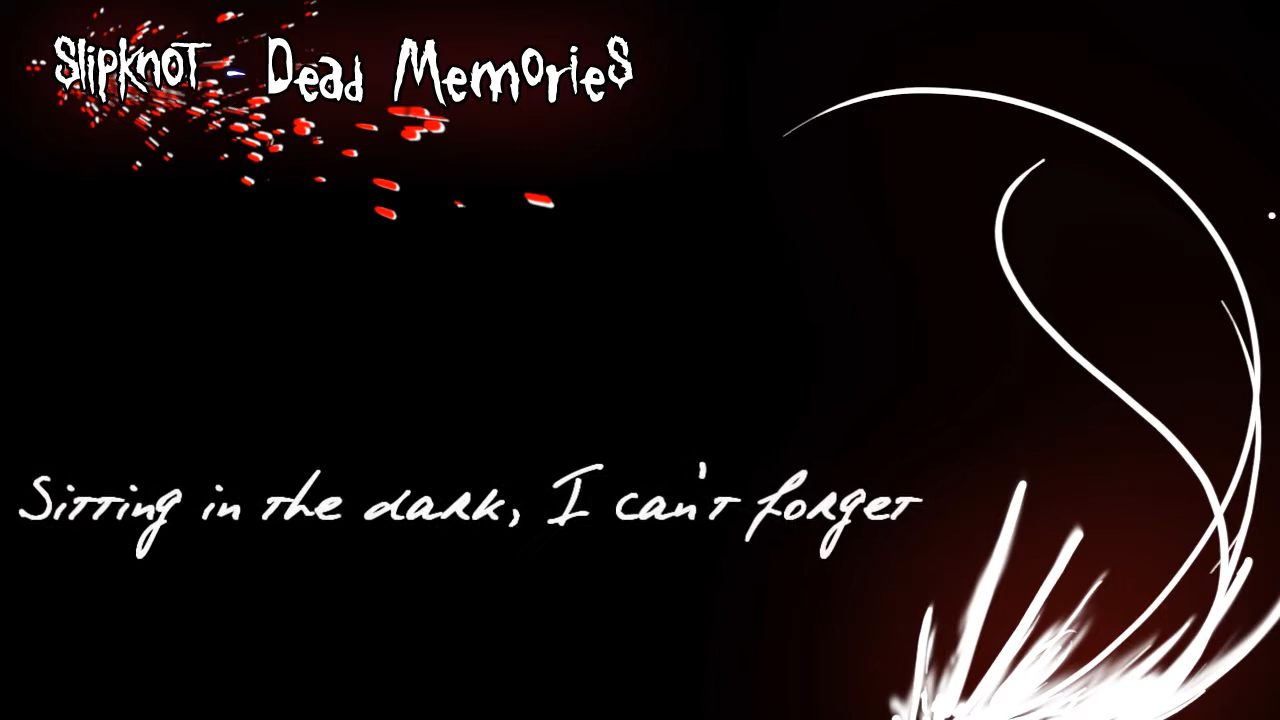 Slipknot - Dead Memories
Sitting in the dark, I can't forget